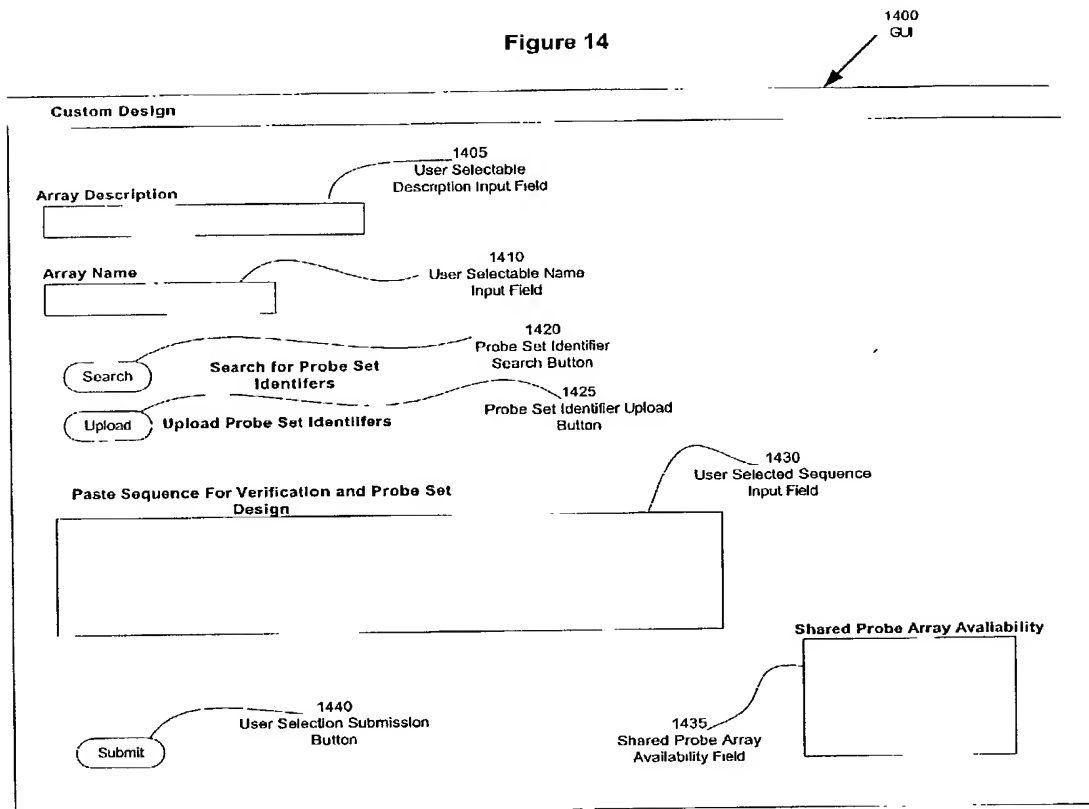 1400
GUI
Figure 14
Custom Design
1405
User Selectable
Description Input Field
Array Description
1410
User Selectable Name
Input Field
Array Name
1420
Probe Set Identifier
Search Button
Search
Search for Probe Set
Identifers
1425
Probe Set Identifier Upload
Button
Upload
Upload Probe Set Identiifers
1430
User Selected Sequence
Input Field
Paste Sequence For Verification and Probe Set
Design
Shared Probe Array Availability
1440
User Selection Submission
Button
Submit
1435
Shared Probe Array
Availability Field